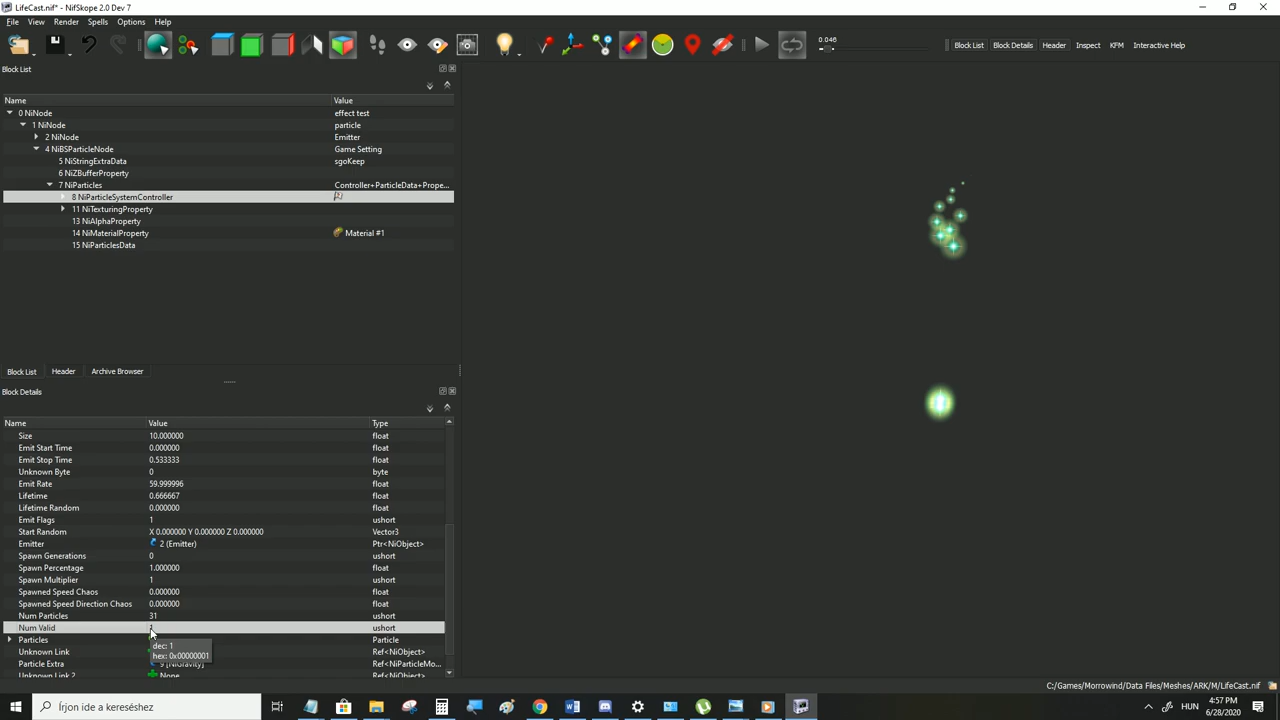 LifeCast.nif* - NifSkope 2.0 Dev 7
File View Render Spells Options Help
0.046
Block List Block Details Header Inspect KFM Interactive Help
Block List
Name Value
0 NiNode effect test
1 NiNode particle
2 NiNode Emitter
4 NiBSParticleNode Game Setting
5 NiStringExtraData sgoKeep
6 NiZBufferProperty
7 NiParticles Controller+ParticleData+Prope...
8 NiParticleSystemController
11 NiTexturingProperty
13 NiAlphaProperty
14 NiMaterialProperty Material #1
15 NiParticlesData
Block List Header Archive Browser
Block Details
Name Value Type
Size 10.000000 float
Emit Start Time 0.000000 float
Emit Stop Time 0.533333 float
Unknown Byte 0 byte
Emit Rate 59.999996 float
Lifetime 0.666667 float
Lifetime Random 0.000000 float
Emit Flags 1 ushort
Start Random X 0.000000 Y 0.000000 Z 0.000000 Vector3
Emitter 2 (Emitter) Ptr<NiObject>
Spawn Generations 0 ushort
Spawn Percentage 1.000000 float
Spawn Multiplier 1 ushort
Spawned Speed Chaos 0.000000 float
Spawned Speed Direction Chaos 0.000000 float
Num Particles 31 ushort
Num Valid 1 ushort
Particles Particle
dec: 1
hex: 0x00000001
Unknown Link Ref<NiObject>
Particle Extra 9 [NiGravity] Ref<NiParticleMo...
Unknown Link 2 None Ref<NiObject>
C:/Games/Morrowind/Data Files/Meshes/ARK/M/LifeCast.nif
Írjon ide a kereséshez
HUN
4:57 PM
6/28/2020